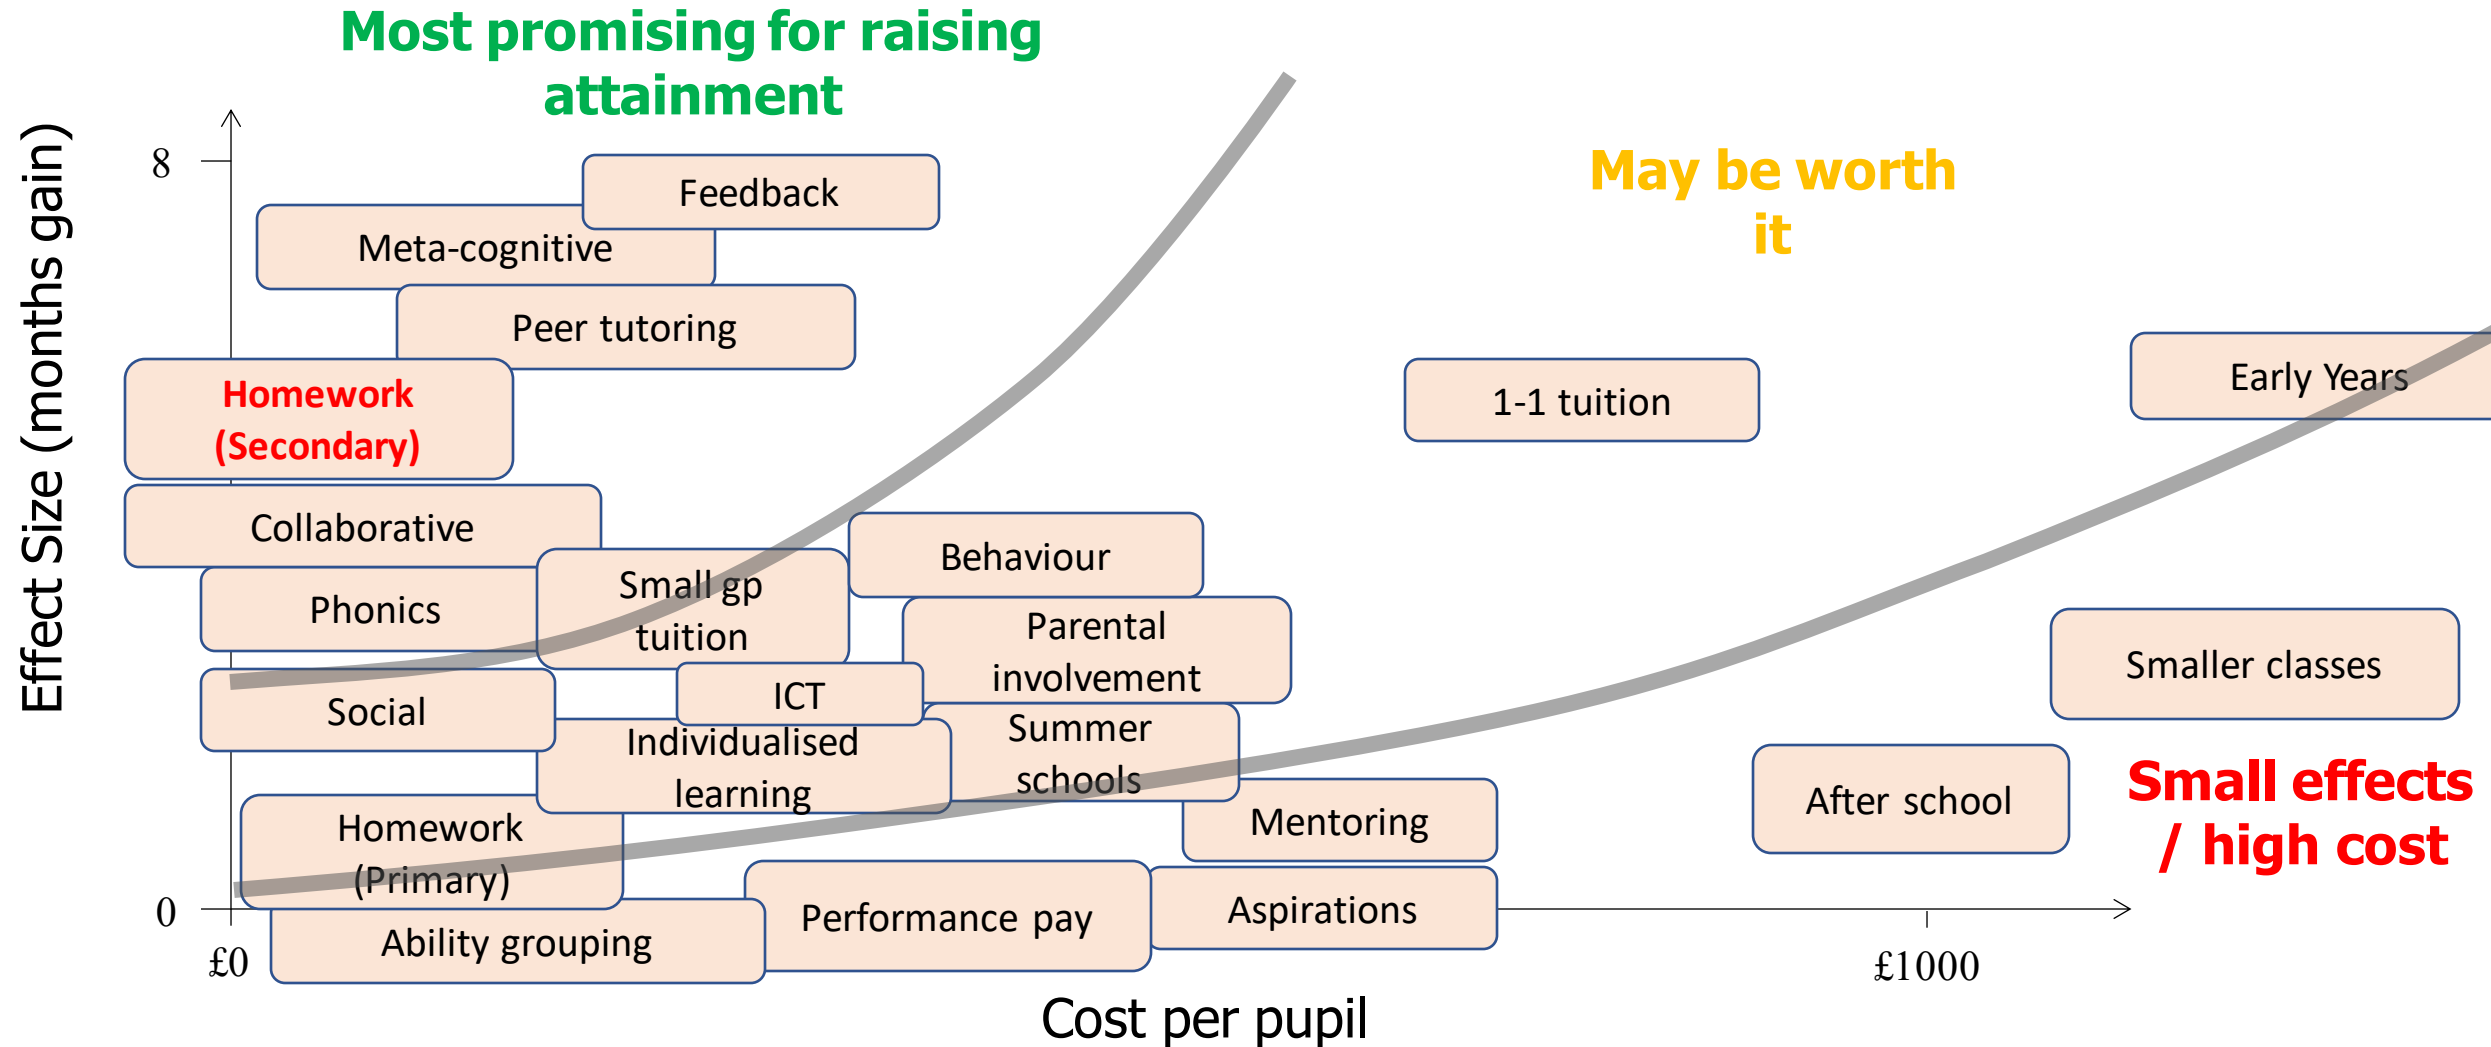 Most promising for raising
attainment
Effect Size (months gain)
8
Feedback
Meta-cognitive
Peer tutoring
Homework
(Secondary)
Collaborative
Phonics
Small gp
tuition
Social
ICT
Individualised
learning
Homework
(Primary)
Ability grouping
Performance pay
Behaviour
Parental
involvement
Summer
schools
Mentoring
Aspirations
May be worth
it
1-1 tuition
Early Years
Smaller classes
After school
Small effects
/ high cost
0
£0
£1000
Cost per pupil